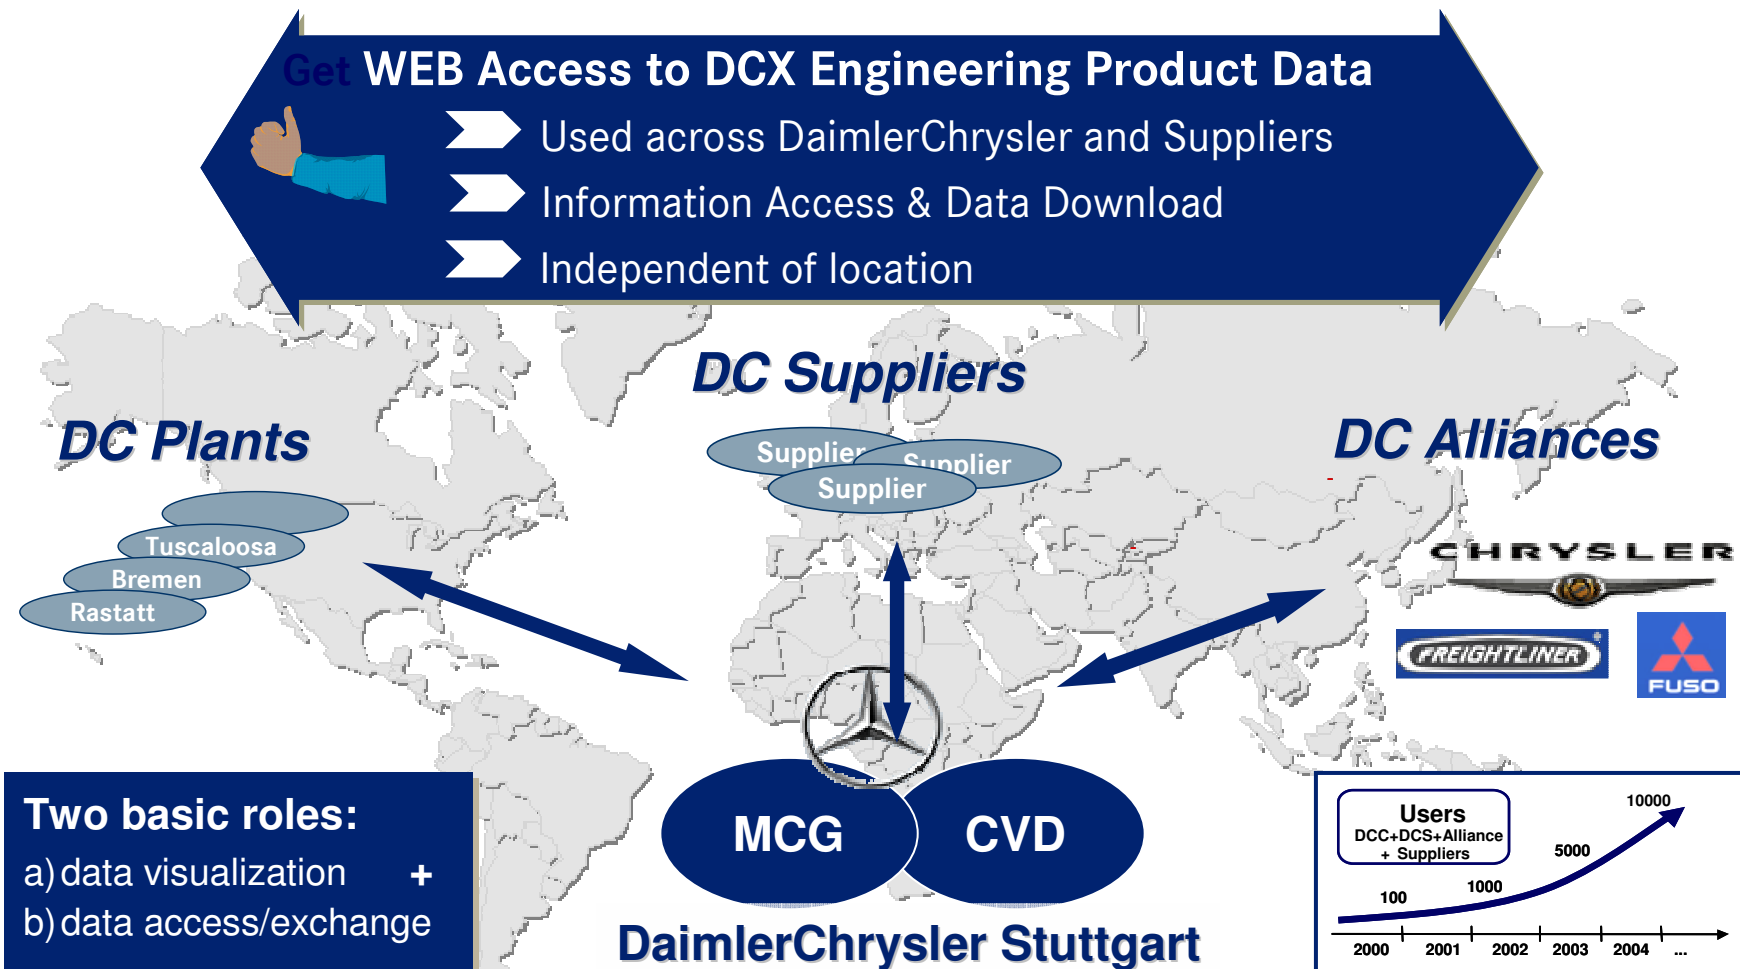 Get WEB Access to DCX Engineering Product Data
Used across DaimlerChrysler and Suppliers
Information Access & Data Download
Independent of location
DC Suppliers
DC Plants
DC Alliances
Supplier
Supplier
Supplier
Tuscaloosa
Bremen
Rastatt
CHRYSLER
FREIGHTLINER
FUSO
MCG
CVD
DaimlerChrysler Stuttgart
Two basic roles:
a) data visualization +
b) data access/exchange
Users
DCC+DCS+Alliance
+ Suppliers
100
1000
5000
10000
2000 2001 2002 2003 2004 ...